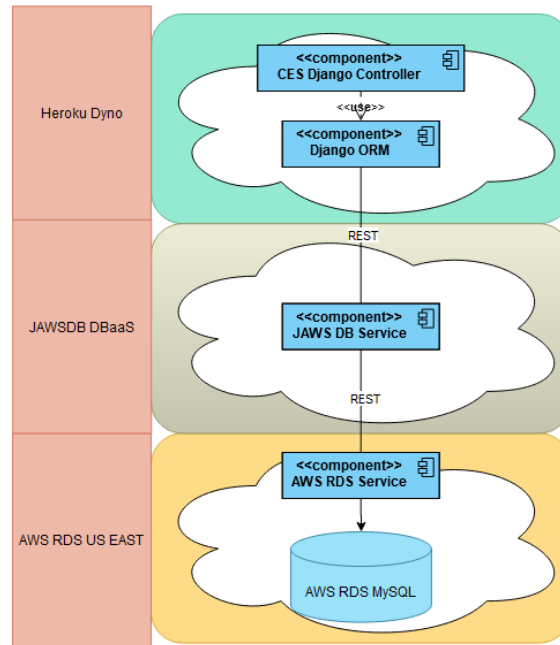 Heroku Dyno
<<component>>
CES Django Controller
<<use>>
<<component>>
Django ORM
REST
JAWSDB DBaaS
<<component>>
JAWS DB Service
REST
AWS RDS US EAST
<<component>>
AWS RDS Service
AWS RDS MySQL